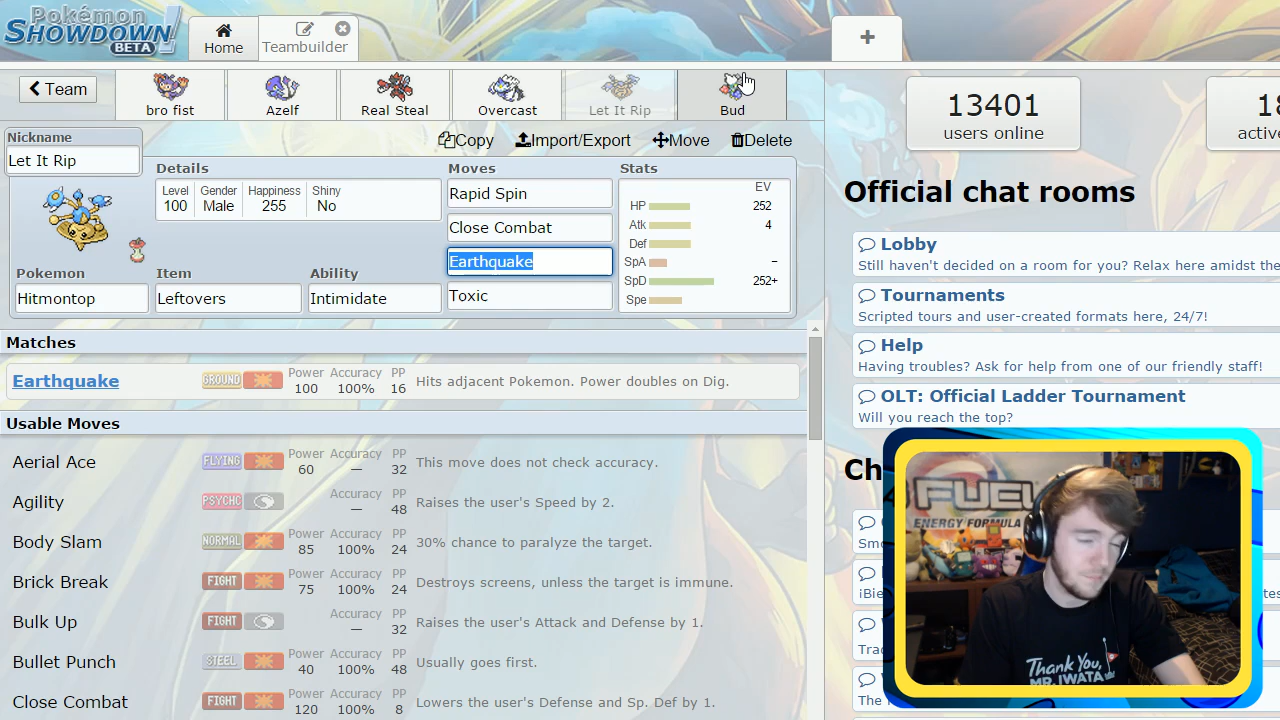 Pokémon
SHOWDOWN!
BETA
Home
Teambuilder
+
Team
bro fist
Azelf
Real Steal
Overcast
Let It Rip
Bud
13401
users online
Copy
Import/Export
Move
Delete
Nickname
Let It Rip
Details
Level
100
Gender
Male
Happiness
255
Shiny
No
Moves
Rapid Spin
Close Combat
Earthquake
Toxic
Stats
EV
HP 252
Atk 4
Def
SpA –
SpD 252+
Spe
Pokemon
Hitmontop
Item
Leftovers
Ability
Intimidate
Matches
Earthquake GROUND Power 100 Accuracy 100% PP 16 Hits adjacent Pokemon. Power doubles on Dig.
Usable Moves
Aerial Ace FLYING Power 60 Accuracy — PP 32 This move does not check accuracy.
Agility PSYCHC Accuracy — PP 48 Raises the user's Speed by 2.
Body Slam NORMAL Power 85 Accuracy 100% PP 24 30% chance to paralyze the target.
Brick Break FIGHT Power 75 Accuracy 100% PP 24 Destroys screens, unless the target is immune.
Bulk Up FIGHT Accuracy — PP 32 Raises the user's Attack and Defense by 1.
Bullet Punch STEEL Power 40 Accuracy 100% PP 48 Usually goes first.
Close Combat FIGHT Power 120 Accuracy 100% PP 8 Lowers the user's Defense and Sp. Def by 1.
Official chat rooms
Lobby
Still haven't decided on a room for you? Relax here amidst the
Tournaments
Scripted tours and user-created formats here, 24/7!
Help
Having troubles? Ask for help from one of our friendly staff!
OLT: Official Ladder Tournament
Will you reach the top?
Ch
FUEL
ENERGY FORMULA
Thank You,
MR. IWATA